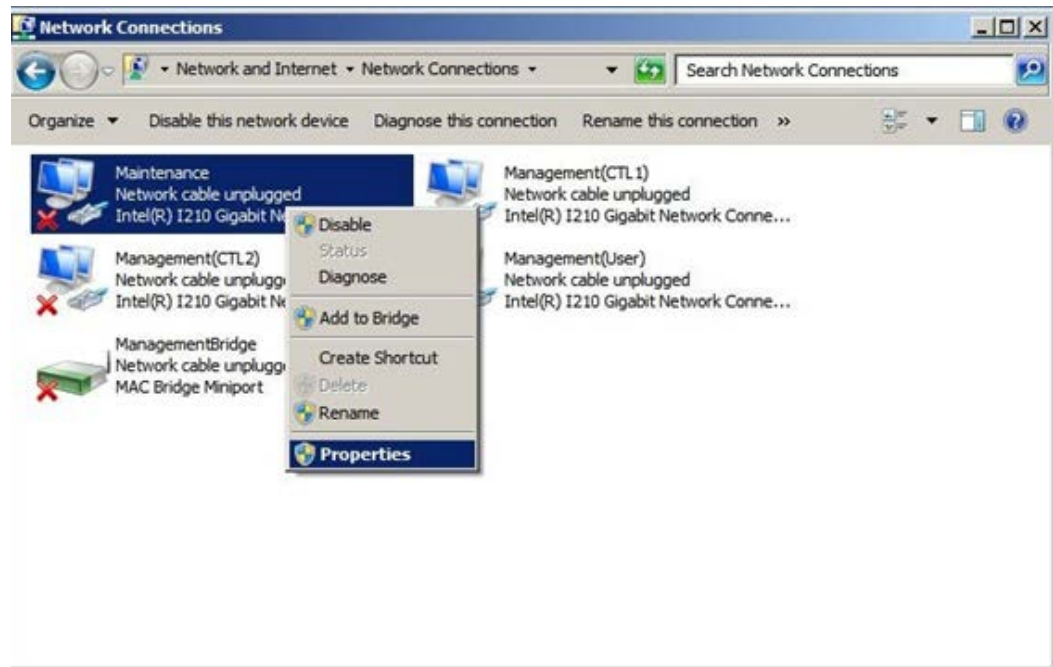 Network Connections
Network and Internet Network Connections
Search Network Connections
Organize Disable this network device Diagnose this connection Rename this connection »
Maintenance
Network cable unplugged
Intel(R) I210 Gigabit Ne
Management(CTL1)
Network cable unplugged
Intel(R) I210 Gigabit Network Conne...
Management(CTL2)
Network cable unplugg
Intel(R) I210 Gigabit Ne
Management(User)
Network cable unplugged
Intel(R) I210 Gigabit Network Conne...
ManagementBridge
Network cable unplugg
MAC Bridge Miniport
Disable
Status
Diagnose
Add to Bridge
Create Shortcut
Delete
Rename
Properties